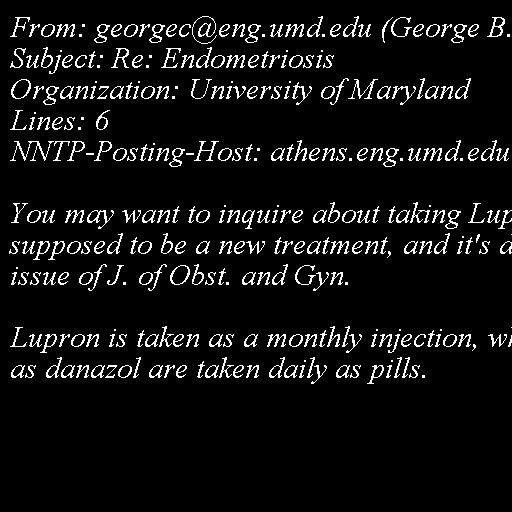 From: georgec@eng.umd.edu (George B.
Subject: Re: Endometriosis
Organization: University of Maryland
Lines: 6
NNTP-Posting-Host: athens.eng.umd.edu
You may want to inquire about taking Lup
supposed to be a new treatment, and it's
issue of J. of Obst. and Gyn.
Lupron is taken as a monthly injection,
as danazol are taken daily as pills.